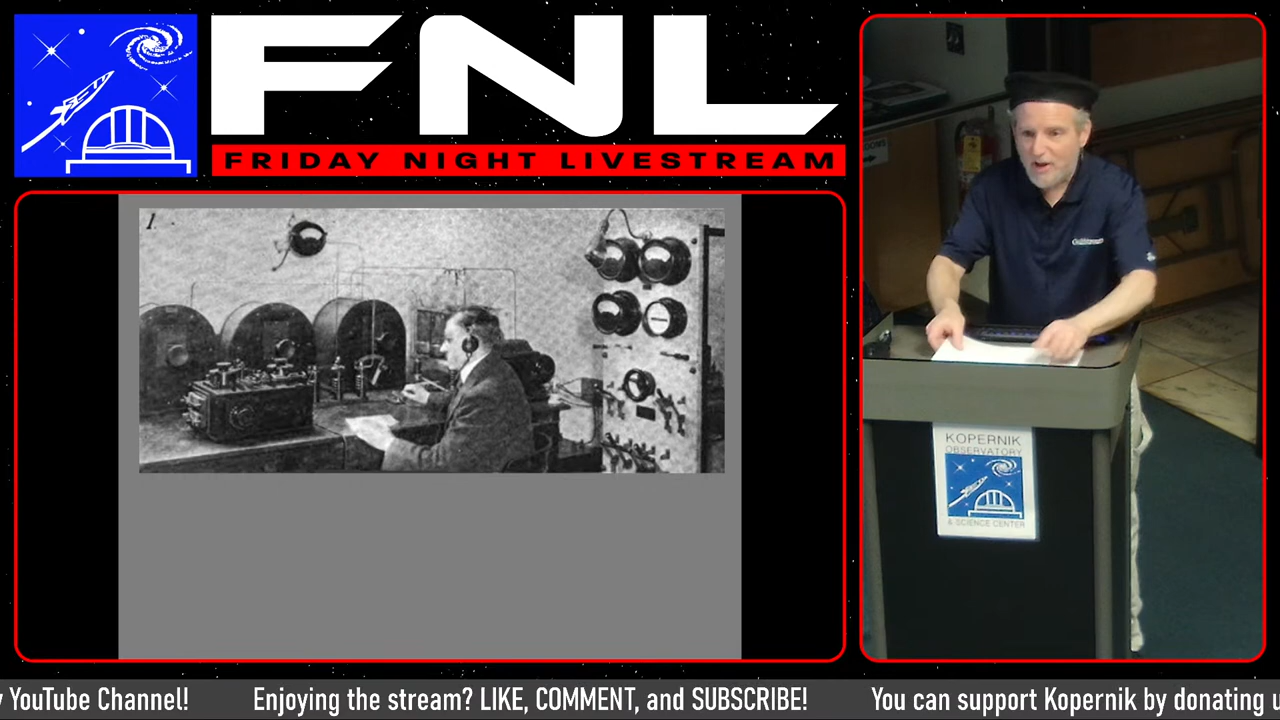 FNL
FRIDAY NIGHT LIVESTREAM
1.
KOPERNIK
OBSERVATORY
& SCIENCE CENTER
YouTube Channel!
Enjoying the stream? LIKE, COMMENT, and SUBSCRIBE!
You can support Kopernik by donating